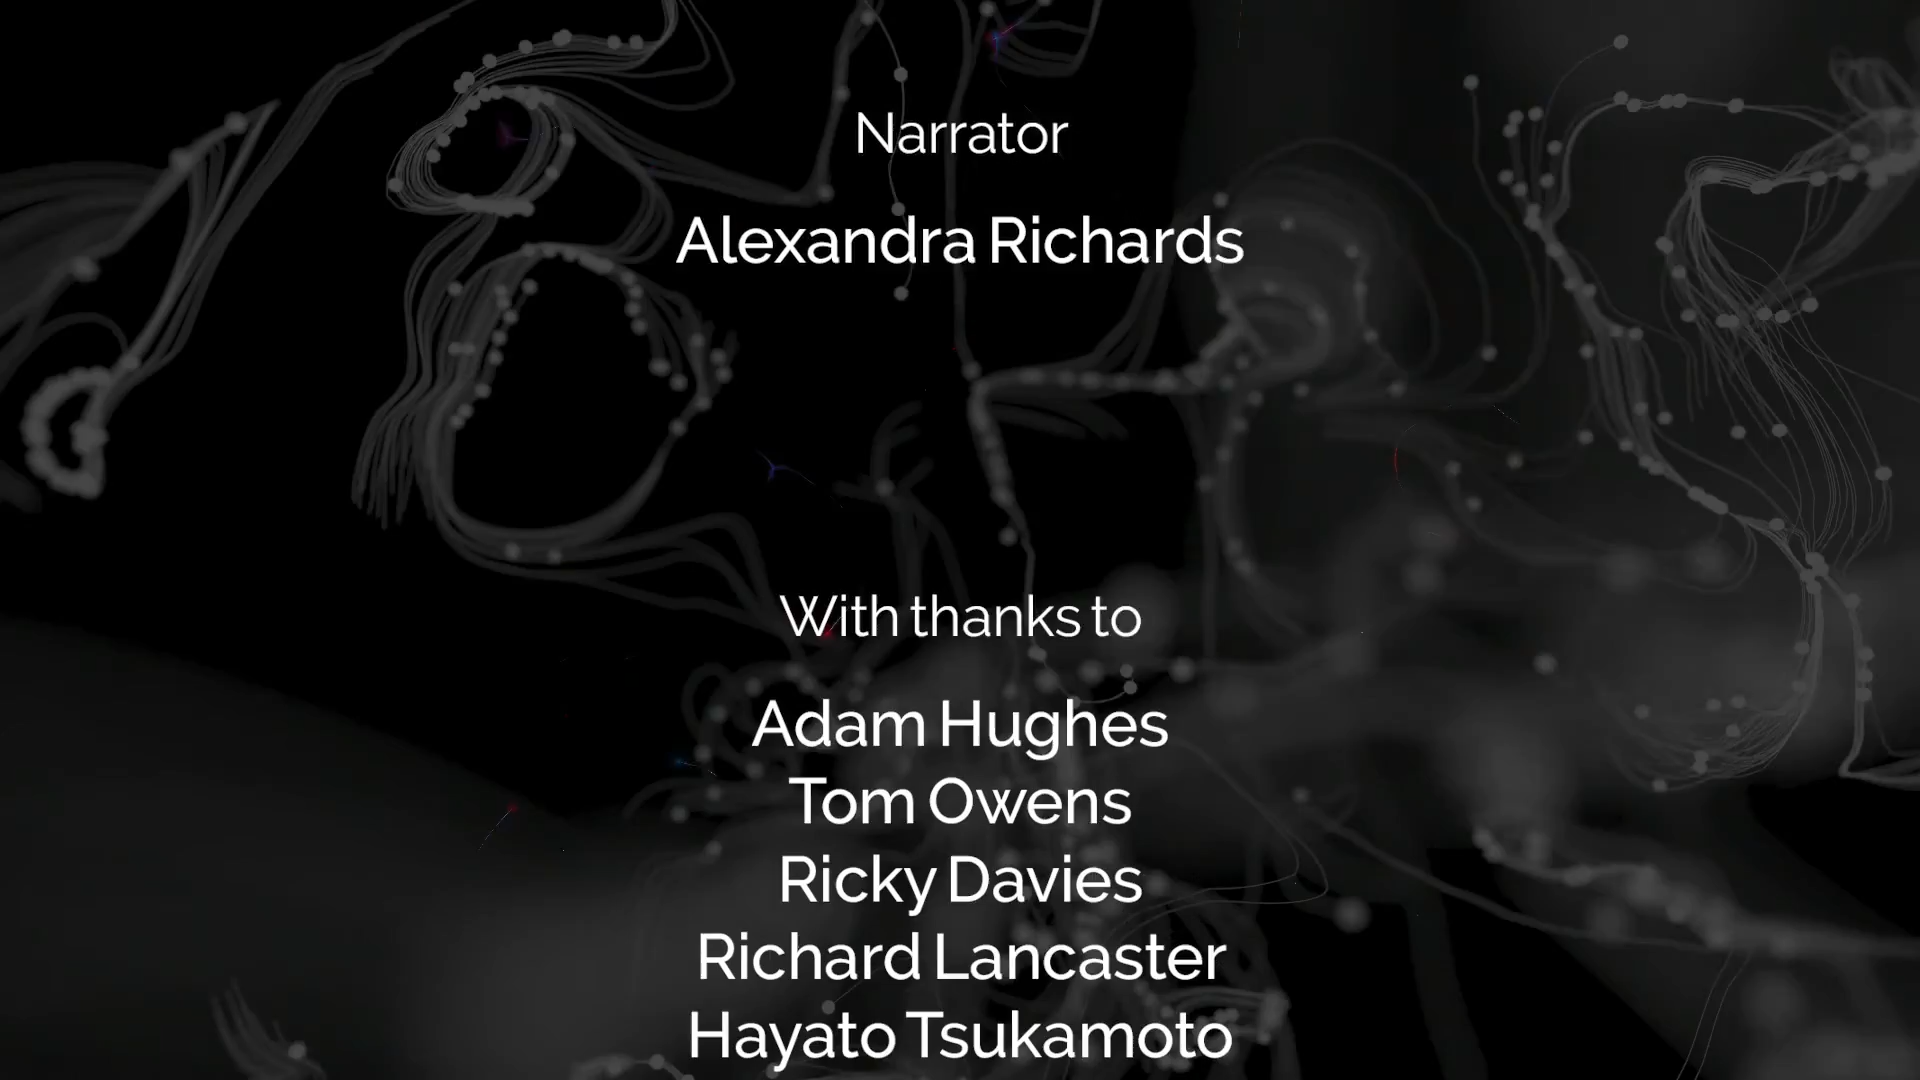 Narrator
Alexandra Richards
With thanks to
Adam Hughes
Tom Owens
Ricky Davies
Richard Lancaster
Hayato Tsukamoto